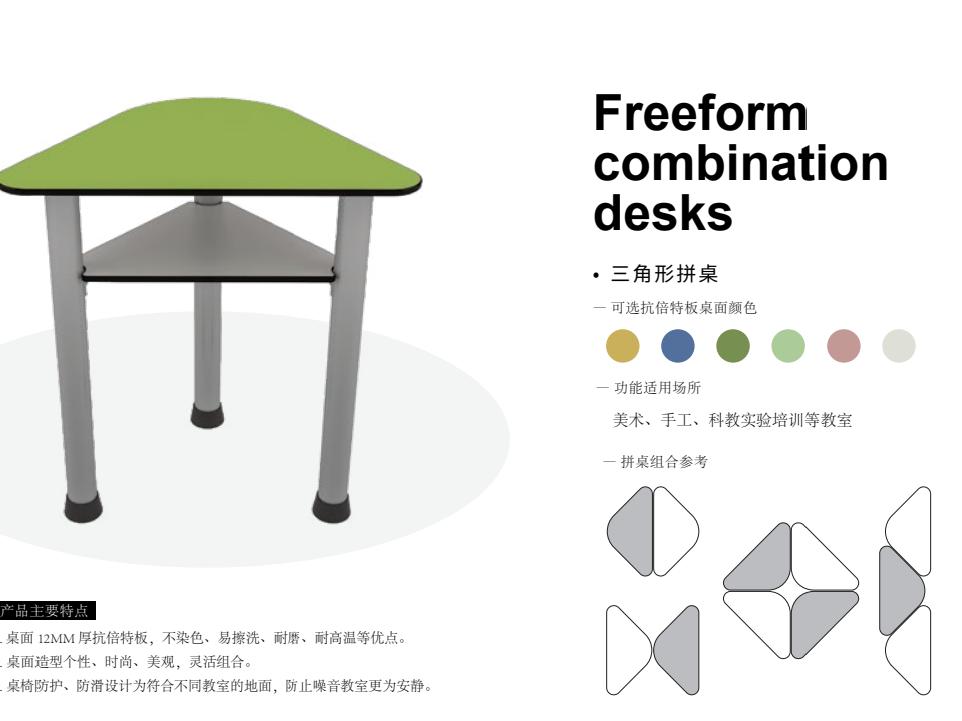 Freeform
combination
desks
• 三角形拼桌
— 可选抗倍特板桌面颜色
— 功能适用场所
美术、手工、科教实验培训等教室
— 拼桌组合参考
产品主要特点
. 桌面 12MM 厚抗倍特板，不染色、易擦洗、耐磨、耐高温等优点。
. 桌面造型个性、时尚、美观，灵活组合。
. 桌椅防护、防滑设计为符合不同教室的地面，防止噪音教室更为安静。